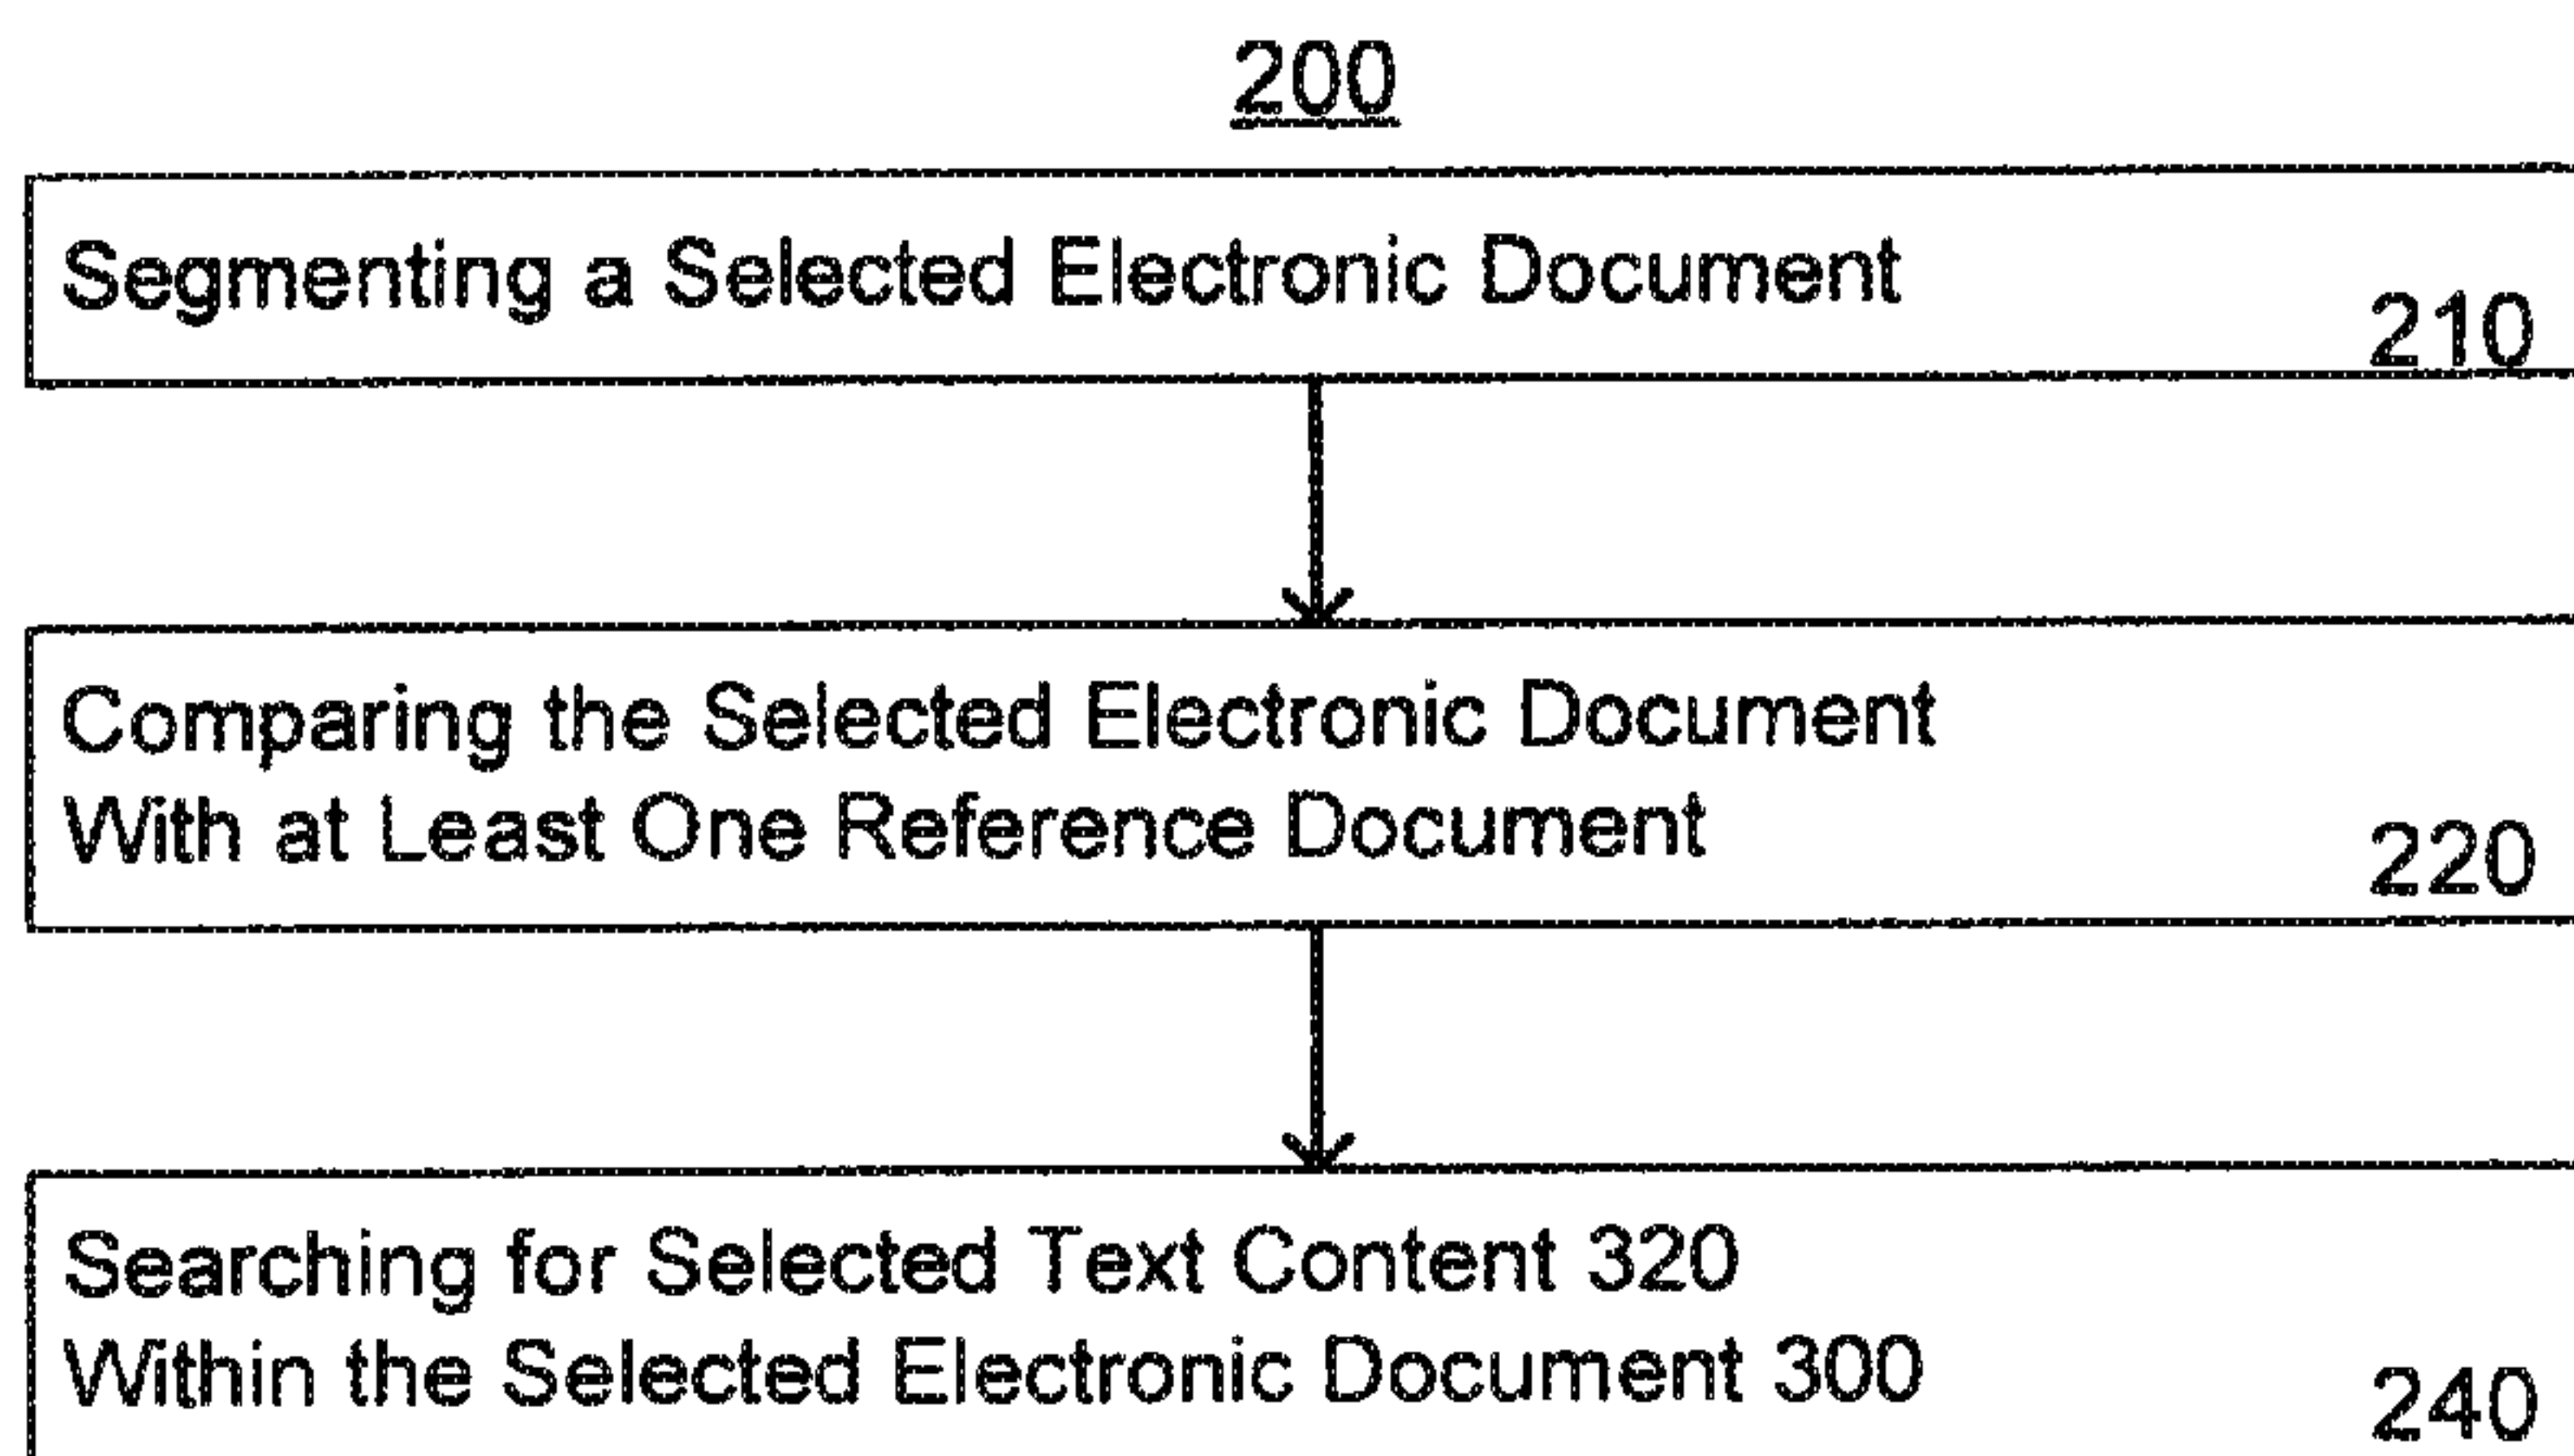 200
Segmenting a Selected Electronic Document
210
Comparing the Selected Electronic Document
With at Least One Reference Document
220
Searching for Selected Text Content 320
Within the Selected Electronic Document 300
240